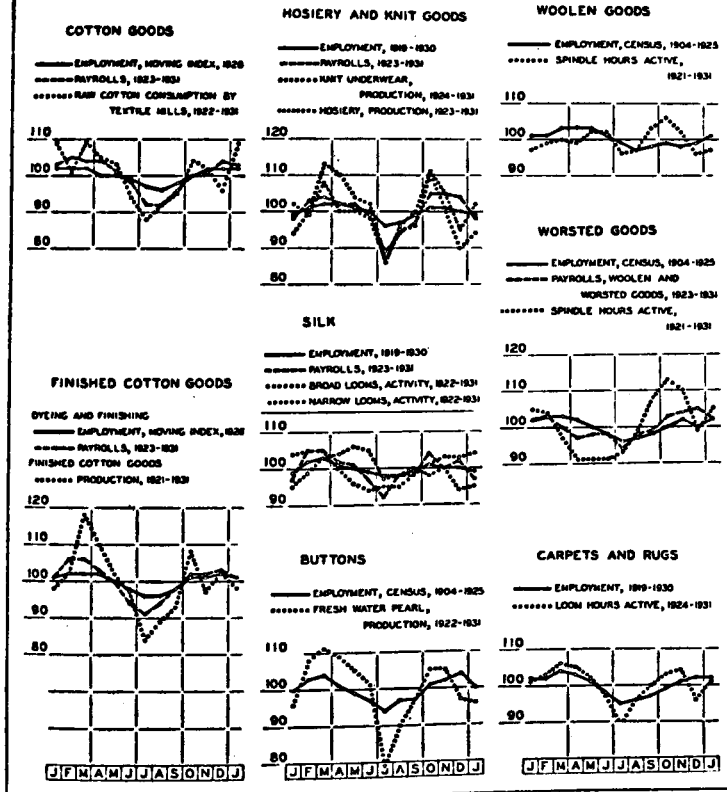 COTTON GOODS
EMPLOYMENT, MOVING INDEX, 1926
PAYROLLS, 1923-1931
RAW COTTON CONSUMPTION BY
TEXTILE MILLS, 1922-1931
110
100
90
80
FINISHED COTTON GOODS
DYEING AND FINISHING
EMPLOYMENT, MOVING INDEX, 1926
PAYROLLS, 1923-1931
FINISHED COTTON GOODS
PRODUCTION, 1921-1931
120
110
100
90
80
J F M A M J J A S O N D J
HOSIERY AND KNIT GOODS
EMPLOYMENT, 1919-1930
PAYROLLS, 1923-1931
KNIT UNDERWEAR,
PRODUCTION, 1924-1931
HOSIERY, PRODUCTION, 1923-1931
120
110
100
90
80
SILK
EMPLOYMENT, 1919-1930
PAYROLLS, 1923-1931
BROAD LOOMS, ACTIVITY, 1922-1931
NARROW LOOMS, ACTIVITY, 1922-1931
110
100
90
BUTTONS
EMPLOYMENT, CENSUS, 1904-1925
FRESH WATER PEARL,
PRODUCTION, 1922-1931
110
100
90
80
J F M A M J J A S O N D J
WOOLEN GOODS
EMPLOYMENT, CENSUS, 1904-1925
SPINDLE HOURS ACTIVE,
1921-1931
110
100
90
WORSTED GOODS
EMPLOYMENT, CENSUS, 1904-1925
PAYROLLS, WOOLEN AND
WORSTED GOODS, 1923-1931
SPINDLE HOURS ACTIVE,
1921-1931
120
110
100
90
CARPETS AND RUGS
EMPLOYMENT, 1919-1930
LOOM HOURS ACTIVE, 1924-1931
110
100
90
J F M A M J J A S O N D J